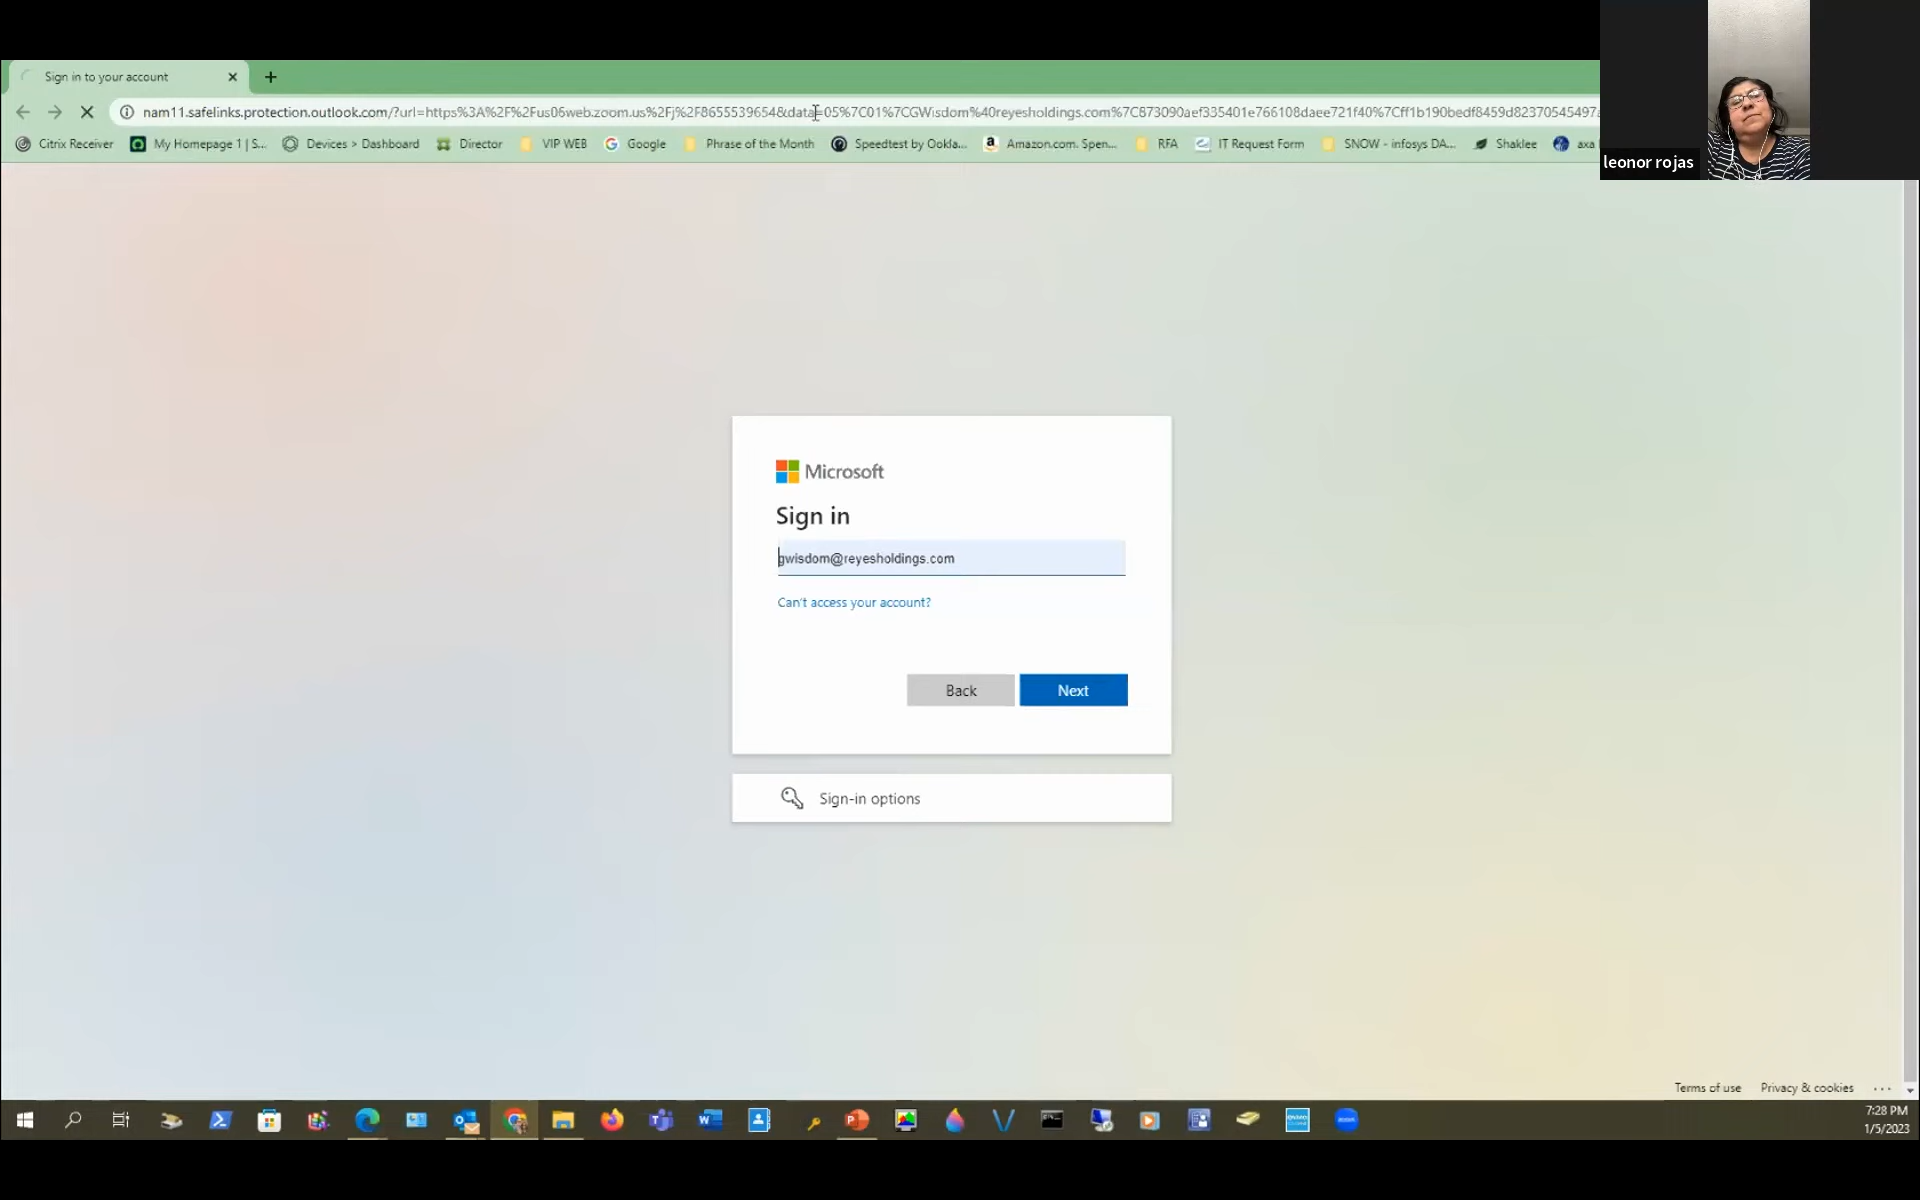 Sign in to your account
nam11.safelinks.protection.outlook.com/?url=https%3A%2F%2Fus06web.zoom.us%2Fj%2F8655539654&data=05%7C01%7CGWisdom%40reyesholdings.com%7C873090aef335401e766108daee721f40%7Cff1b190bedf8459d82370545497
Citrix Receiver My Homepage 1 | S... Devices > Dashboard Director VIP WEB Google Phrase of the Month Speedtest by Ookla... Amazon.com. Spen... RFA IT Request Form SNOW - infosys DA... Shaklee axa
leonor rojas
Microsoft
Sign in
gwisdom@reyesholdings.com
Can't access your account?
Back Next
Sign-in options
Terms of use Privacy & cookies ...
7:28 PM
1/5/2023